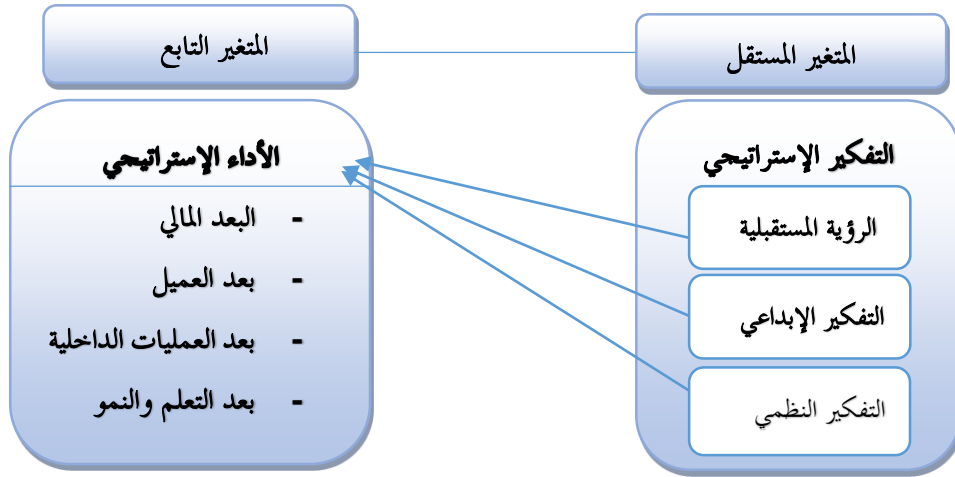 المتغير المستقل
التفكير الإستراتيجي
الرؤية المستقبلية
التفكير الإبداعي
التفكير النظمي
المتغير التابع
الأداء الإستراتيجي
- البعد المالي
- بعد العميل
- بعد العمليات الداخلية
- بعد التعلم والنمو